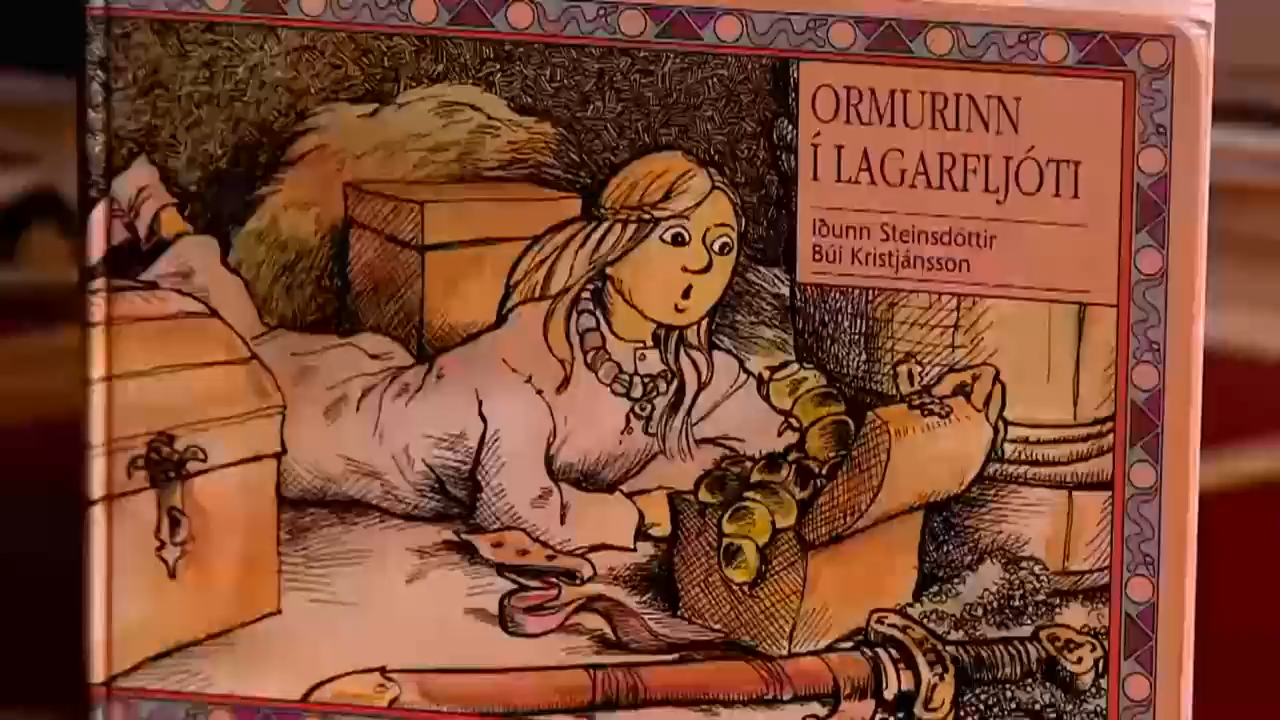 ORMURINN
Í LAGARFLJÓTI
Iðunn Steinsdóttir
Búi Kristjánsson